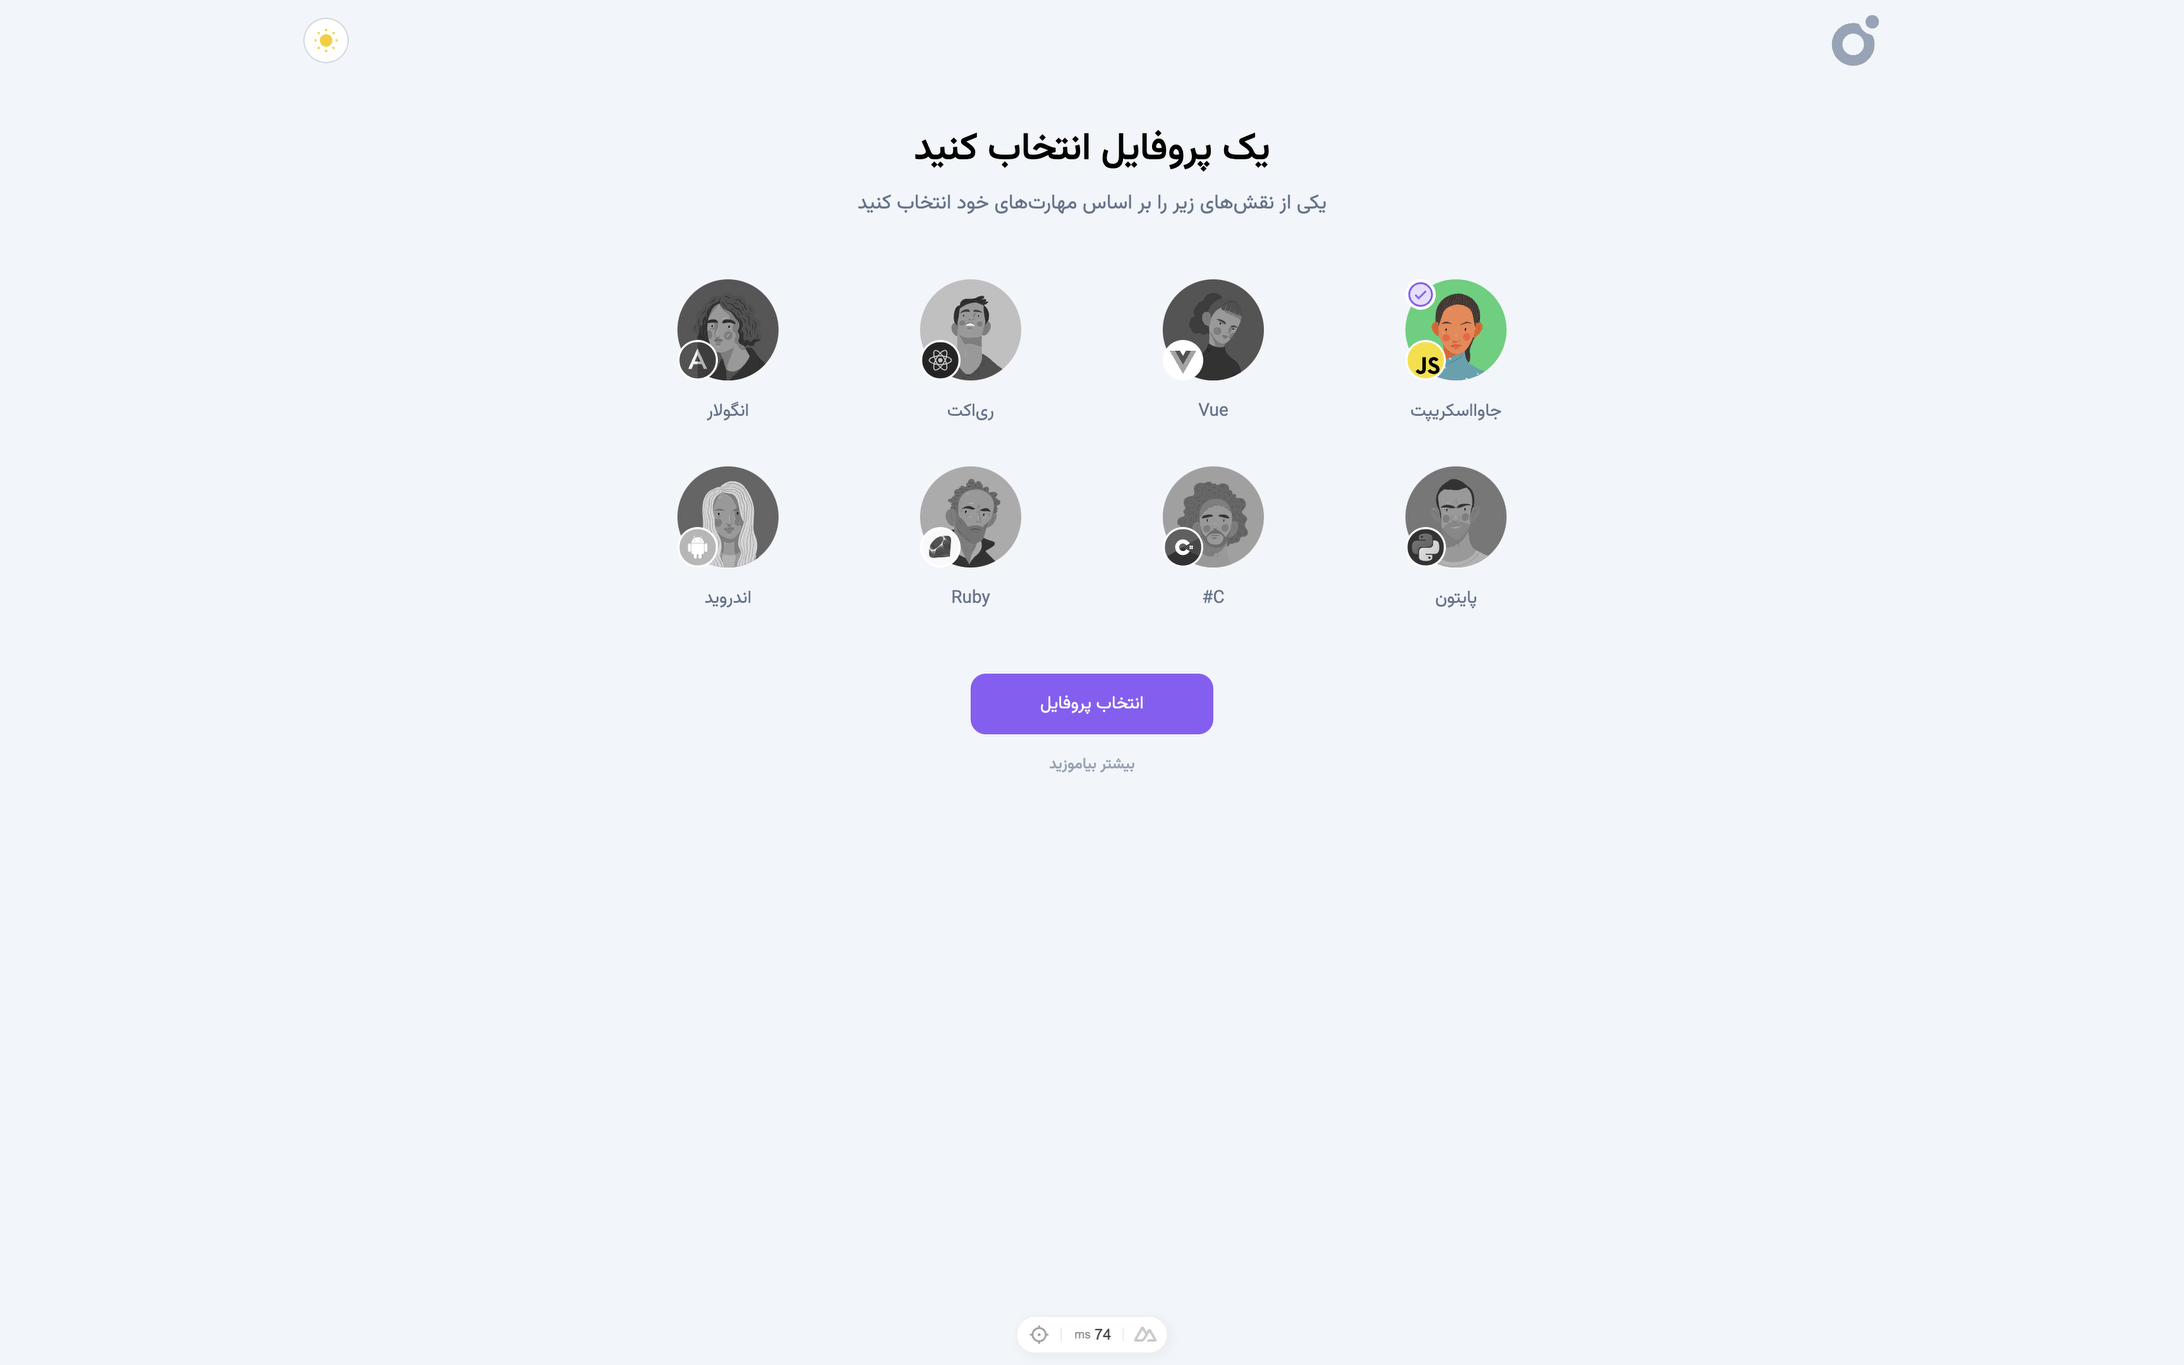 یک پروفایل انتخاب کنید
یکی از نقش‌های زیر را بر اساس مهارت‌های خود انتخاب کنید
JS
جاوااسکریپت
Vue
ری‌اکت
انگولار
پایتون
#C
Ruby
اندروید
انتخاب پروفایل
بیشتر بیاموزید
74 ms